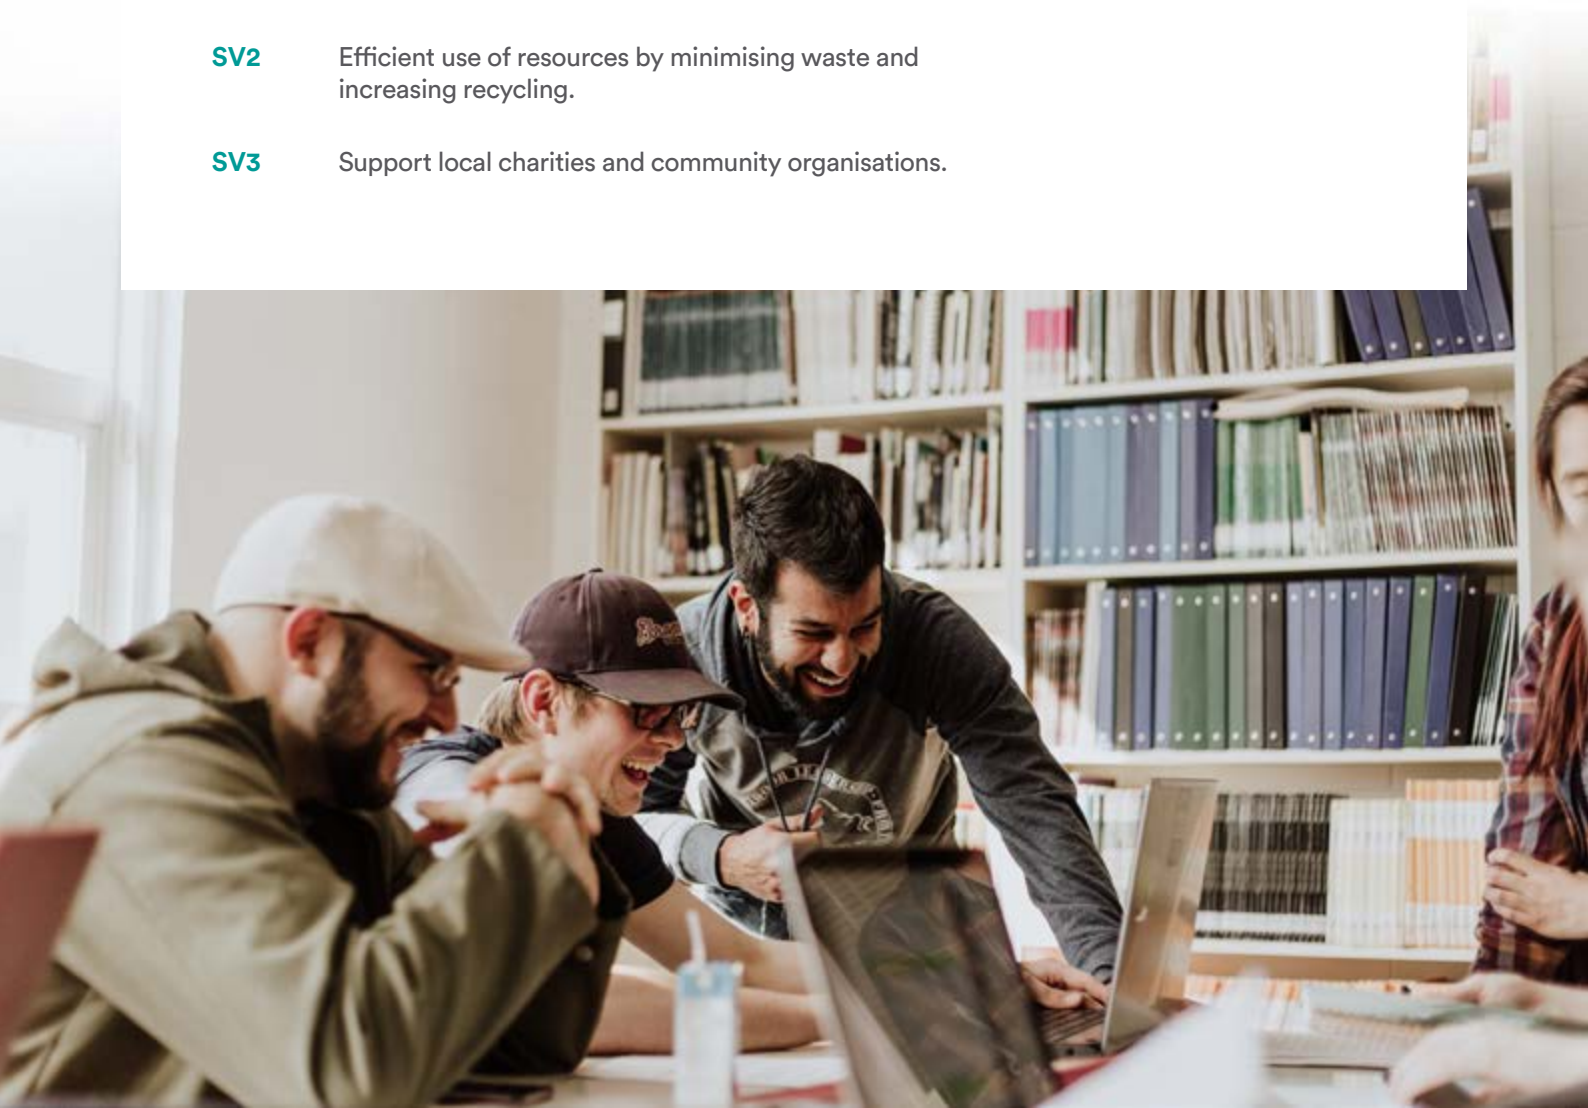 SV2 Efficient use of resources by minimising waste and
increasing recycling.
SV3 Support local charities and community organisations.